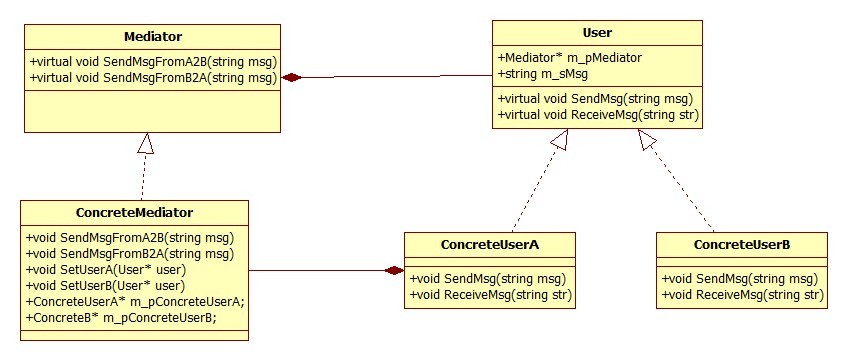 Mediator
+virtual void SendMsgFromA2B(string msg)
+virtual void SendMsgFromB2A(string msg)
User
+Mediator* m_pMediator
+string m_sMsg
+virtual void SendMsg(string msg)
+virtual void ReceiveMsg(string str)
ConcreteMediator
+void SendMsgFromA2B(string msg)
+void SendMsgFromB2A(string msg)
+void SetUserA(User* user)
+void SetUserB(User* user)
+ConcreteUserA* m_pConcreteUserA;
+ConcreteB* m_pConcreteUserB;
ConcreteUserA
+void SendMsg(string msg)
+void ReceiveMsg(string str)
ConcreteUserB
+void SendMsg(string msg)
+void ReceiveMsg(string str)